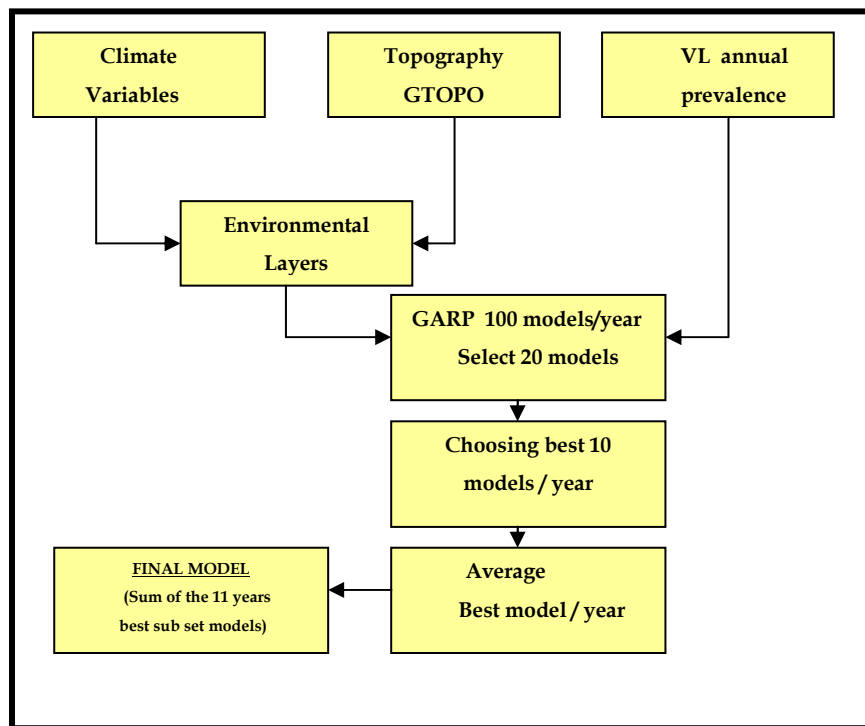 Climate
Variables
Topography
GTOPO
VL annual
prevalence
Environmental
Layers
GARP 100 models/year
Select 20 models
Choosing best 10
models / year
Average
Best model / year
FINAL MODEL
(Sum of the 11 years
best sub set models)